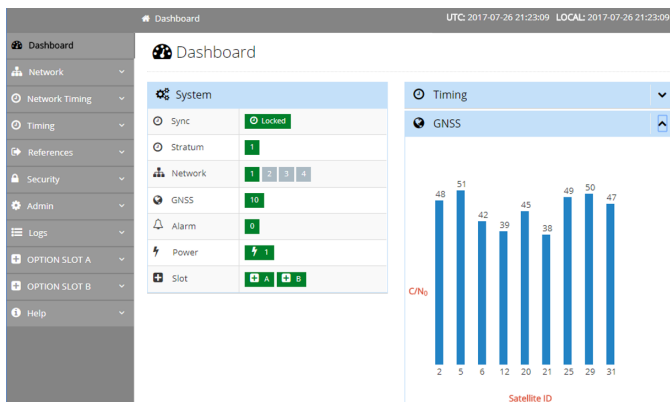 Dashboard
UTC: 2017-07-26 21:23:09 LOCAL: 2017-07-26 21:23:09
Dashboard
Network
Network Timing
Timing
References
Security
Admin
Logs
OPTION SLOT A
OPTION SLOT B
Help
Dashboard
System
Sync Locked
Stratum 1
Network 1 2 3 4
GNSS 10
Alarm 0
Power 1
Slot A B
Timing
GNSS
48 51 42 39 45 38 49 50 47
C/N0
2 5 6 12 20 21 25 29 31
Satellite ID